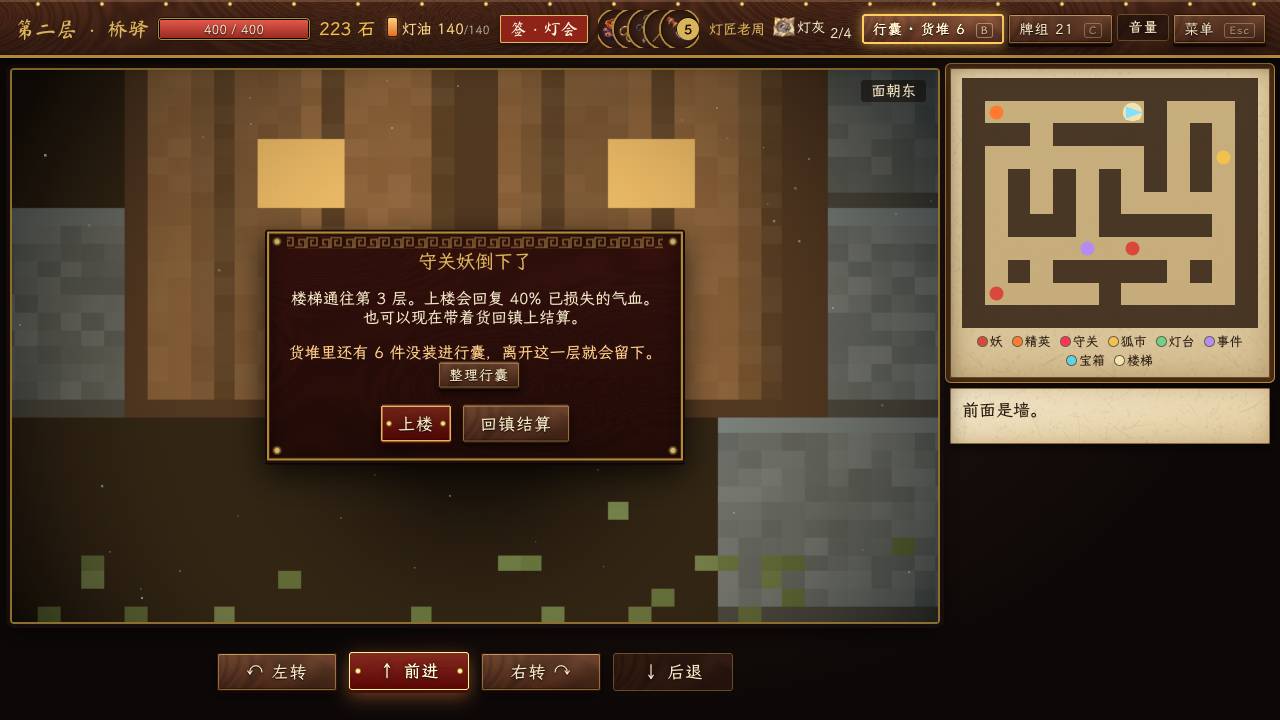 第二层 · 桥驿
400 / 400
223 石
灯油 140/140
签 · 灯会
5
灯匠老周
灯灰 2/4
行囊 · 货堆 6 B
牌组 21 C
音量
菜单 Esc
面朝东
守关妖倒下了
楼梯通往第 3 层。上楼会回复 40% 已损失的气血。
也可以现在带着货回镇上结算。
货堆里还有 6 件没装进行囊，离开这一层就会留下。
整理行囊
上楼
回镇结算
妖 精英 守关 狐市 灯台 事件
宝箱 楼梯
前面是墙。
左转
↑ 前进
右转
↓ 后退